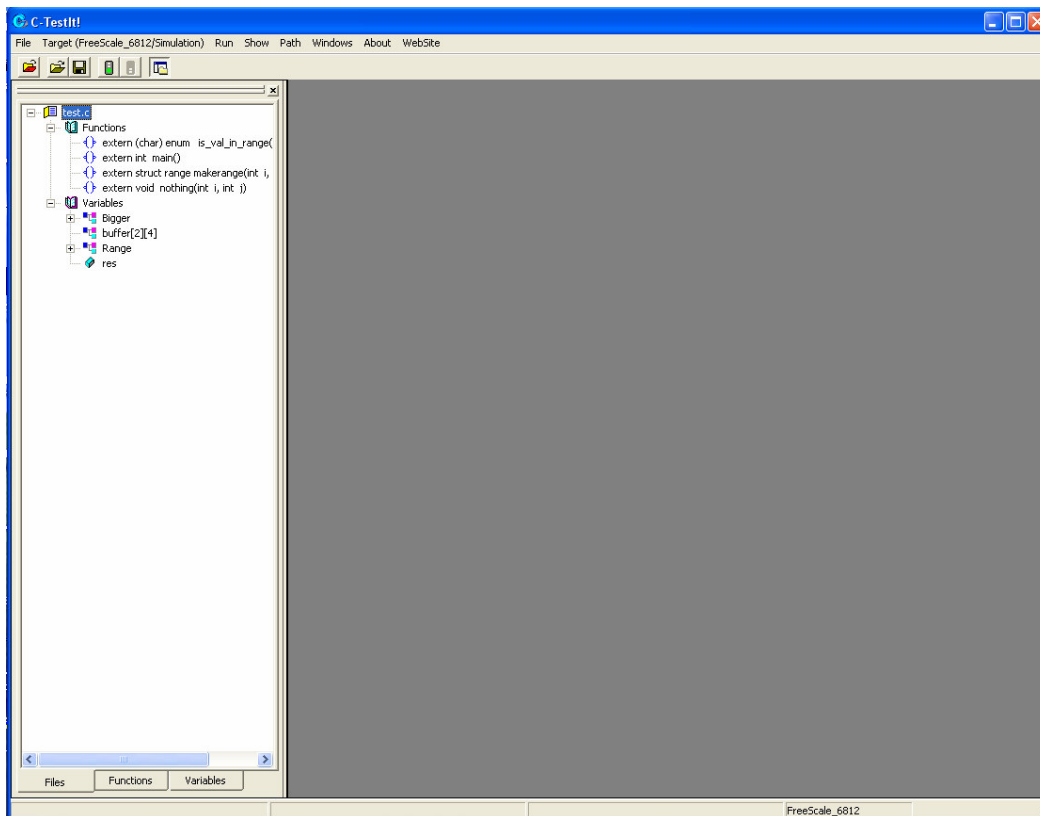 C-TestIt!
File Target (FreeScale_6812/Simulation) Run Show Path Windows About WebSite
test.c
Functions
extern (char) enum is_val_in_range(
extern int main()
extern struct range makerange(int i,
extern void nothing(int i, int j)
Variables
Bigger
buffer[2][4]
Range
res
Files Functions Variables
FreeScale_6812